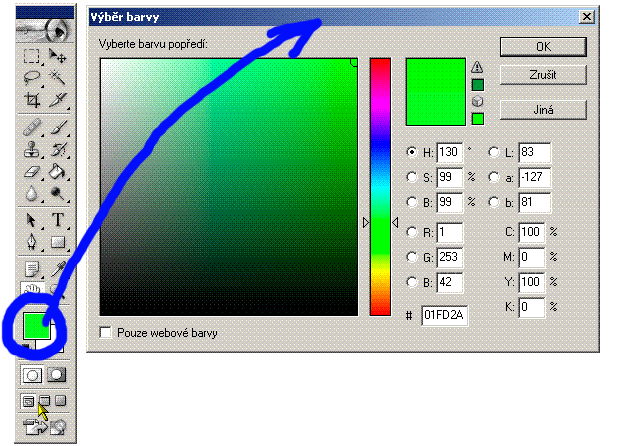 Výběr barvy
Vyberte barvu popředí:
OK
Zrušit
Jiná
H: 130 °
S: 99 %
B: 99 %
R: 1
G: 253
B: 42
# 01FD2A
L: 83
a: -127
b: 81
C: 100 %
M: 0 %
Y: 100 %
K: 0 %
Pouze webové barvy
T